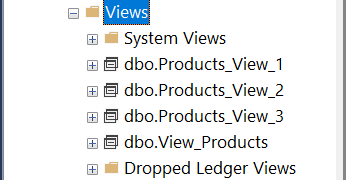 Views
System Views
dbo.Products_View_1
dbo.Products_View_2
dbo.Products_View_3
dbo.View_Products
Dropped Ledger Views